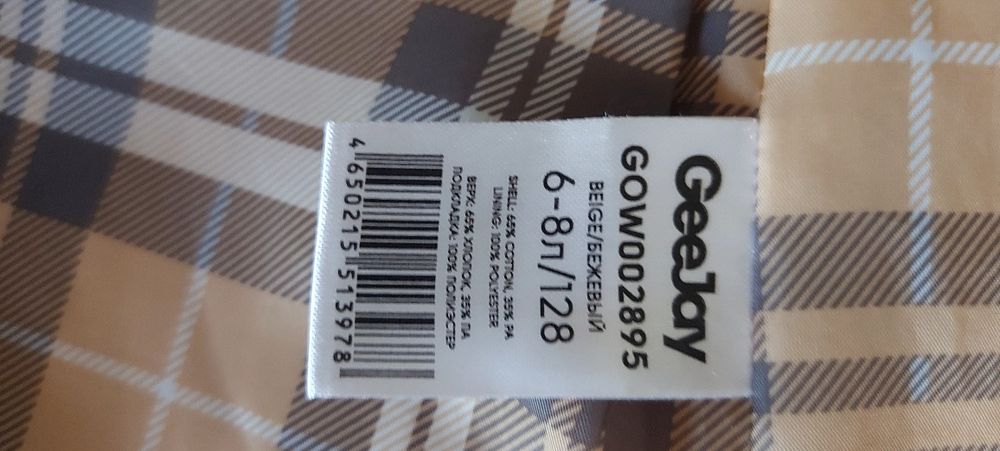 GeeJay
GOW002895
BEIGE/БЕЖЕВЫЙ
6-8л/128
SHELL: 65% COTTON, 35% PA
LINING: 100% POLYESTER
ВЕРХ: 65% ХЛОПОК, 35% ПА
ПОДКЛАДКА: 100% ПОЛИЭСТЕР
4 650215 513978